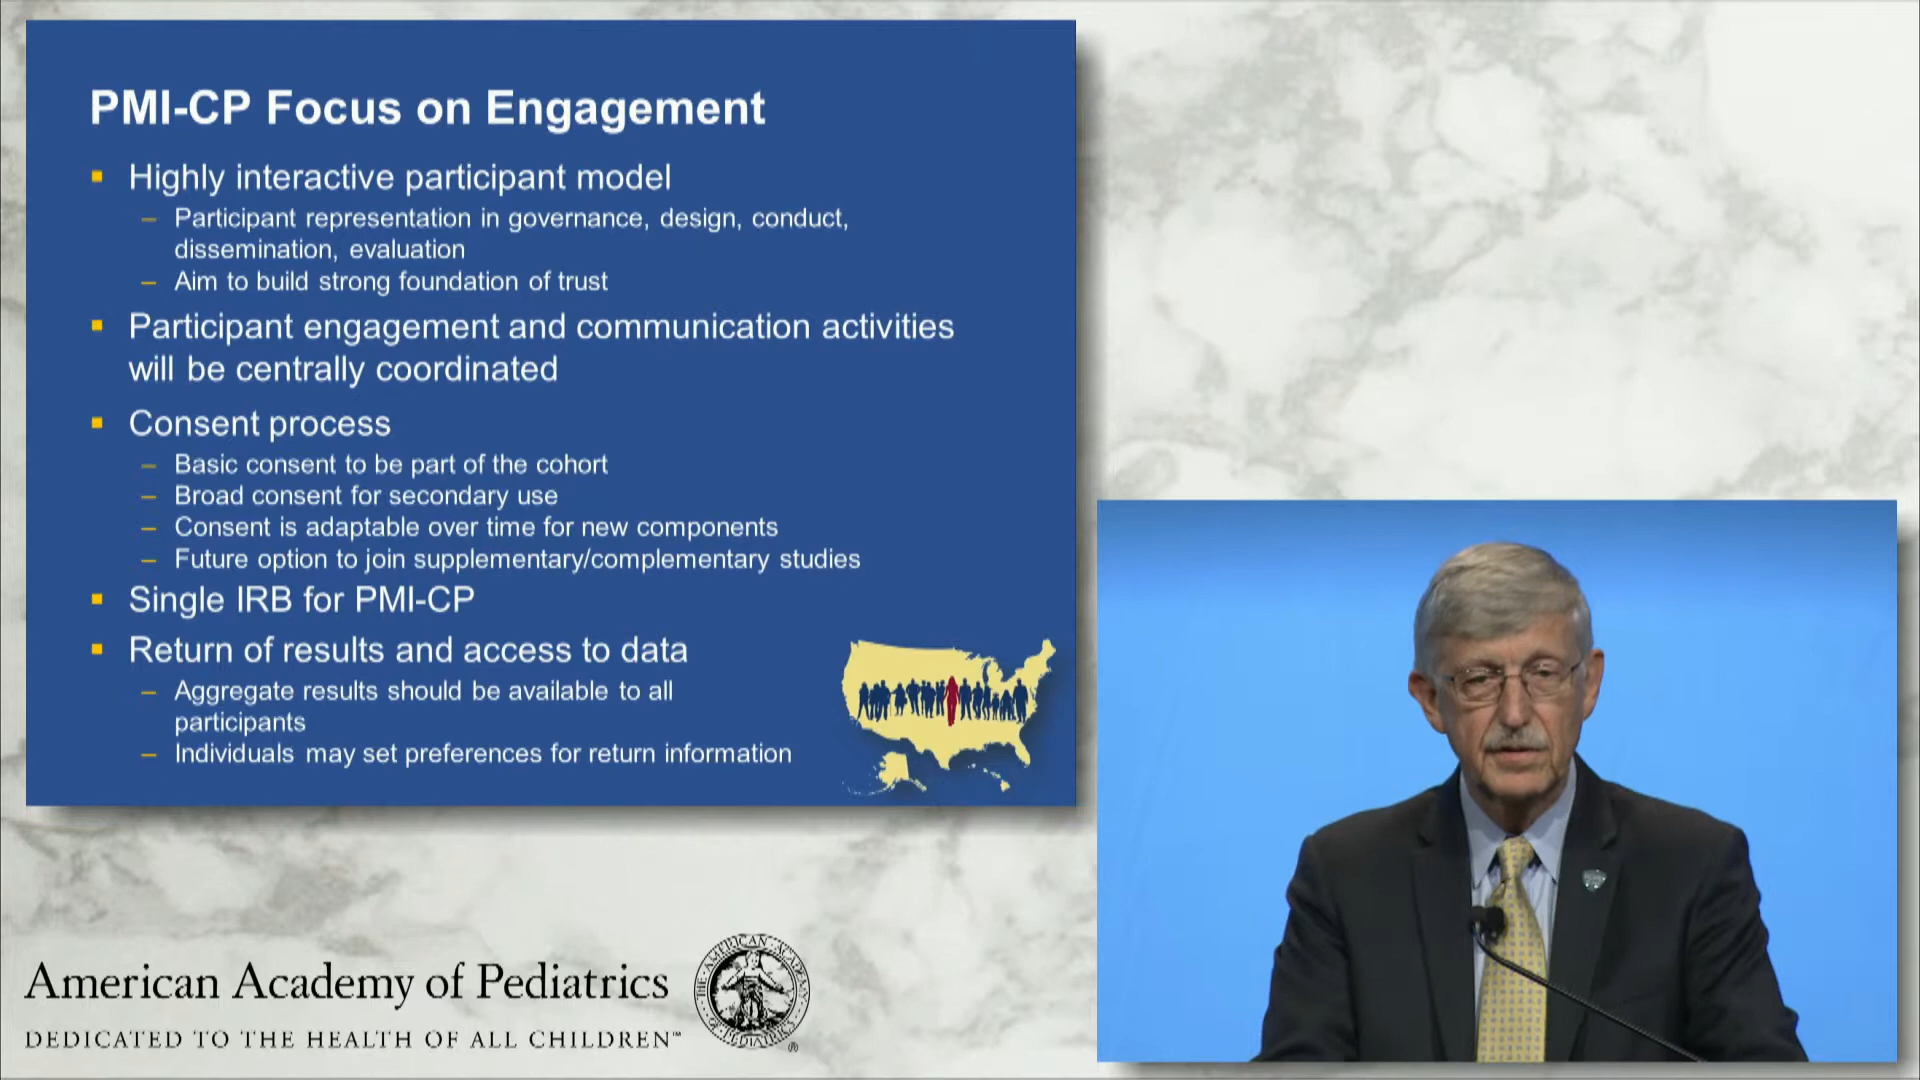 PMI-CP Focus on Engagement
▪ Highly interactive participant model
– Participant representation in governance, design, conduct,
dissemination, evaluation
– Aim to build strong foundation of trust
▪ Participant engagement and communication activities
will be centrally coordinated
▪ Consent process
– Basic consent to be part of the cohort
– Broad consent for secondary use
– Consent is adaptable over time for new components
– Future option to join supplementary/complementary studies
▪ Single IRB for PMI-CP
▪ Return of results and access to data
– Aggregate results should be available to all
participants
– Individuals may set preferences for return information
American Academy of Pediatrics
DEDICATED TO THE HEALTH OF ALL CHILDREN™
THE AMERICAN ACADEMY OF PEDIATRICS
®